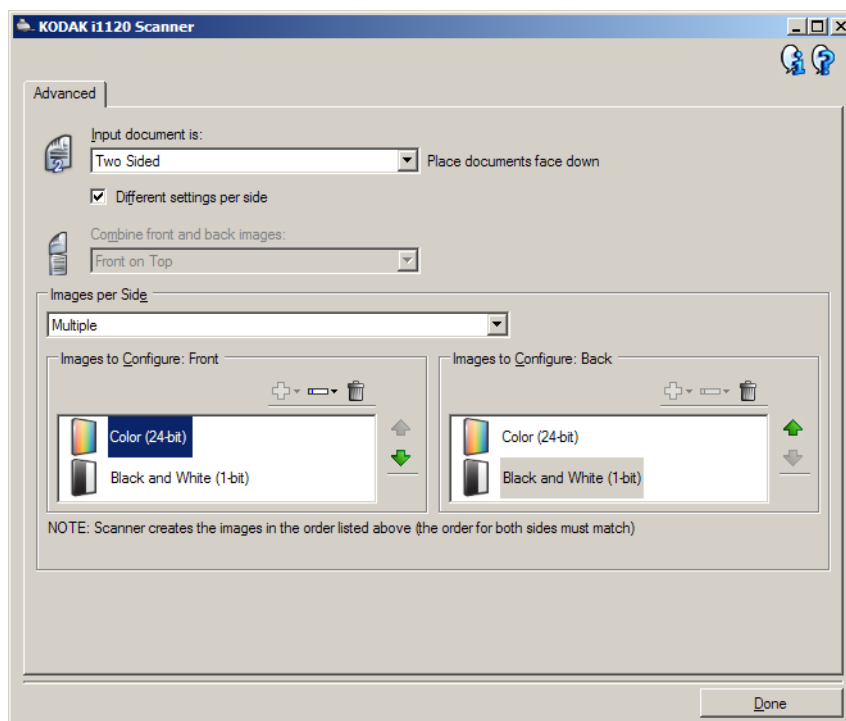 KODAK i1120 Scanner
Advanced
Input document is:
Two Sided
Place documents face down
Different settings per side
Combine front and back images:
Front on Top
Images per Side
Multiple
Images to Configure: Front
Images to Configure: Back
Color (24-bit)
Black and White (1-bit)
Color (24-bit)
Black and White (1-bit)
NOTE: Scanner creates the images in the order listed above (the order for both sides must match)
Done